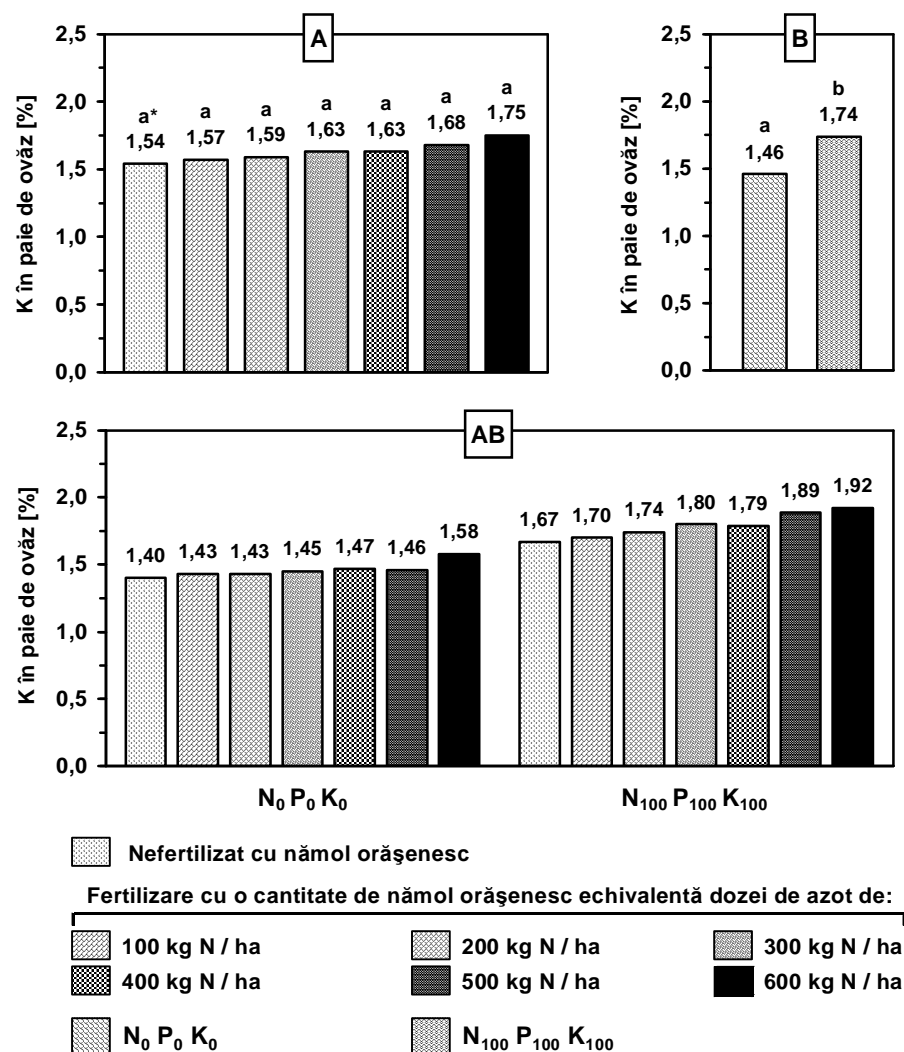 A
K în paie de ovăz [%]
2,5
2,0
1,5
1,0
0,5
0,0
a* a a a a a a
1,54 1,57 1,59 1,63 1,63 1,68 1,75
B
K în paie de ovăz [%]
2,5
2,0
1,5
1,0
0,5
0,0
a b
1,46 1,74
AB
K în paie de ovăz [%]
2,5
2,0
1,5
1,0
0,5
0,0
1,40 1,43 1,43 1,45 1,47 1,46 1,58 1,67 1,70 1,74 1,80 1,79 1,89 1,92
N₀ P₀ K₀ N₁₀₀ P₁₀₀ K₁₀₀
Nefertilizat cu nămol orăşenesc
Fertilizare cu o cantitate de nămol orăşenesc echivalentă dozei de azot de:
100 kg N / ha 200 kg N / ha 300 kg N / ha
400 kg N / ha 500 kg N / ha 600 kg N / ha
N₀ P₀ K₀ N₁₀₀ P₁₀₀ K₁₀₀